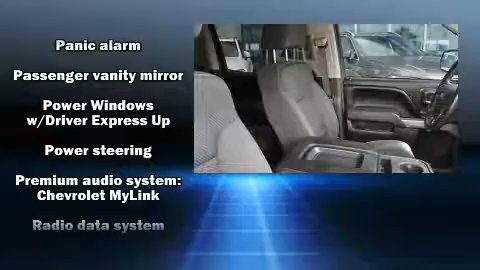 Panic alarm
Passenger vanity mirror
Power Windows
w/Driver Express Up
Power steering
Premium audio system:
Chevrolet MyLink
Radio data system